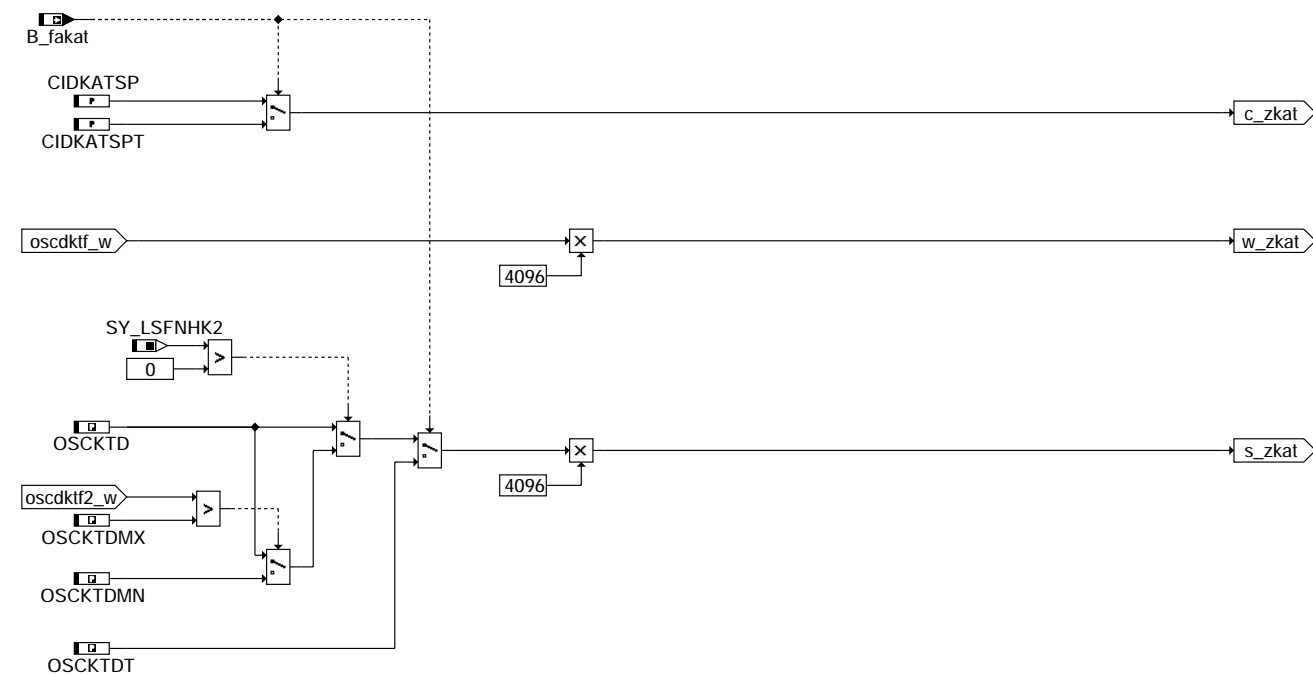 B_fakat
CIDKATSP
P
P
CIDKATSPT
c_zkat
oscdktf_w
w_zkat
4096
SY_LSFNHK2
>
0
OSCKTD
s_zkat
oscdktf2_w
4096
>
OSCKTDMX
OSCKTDMN
OSCKTDT